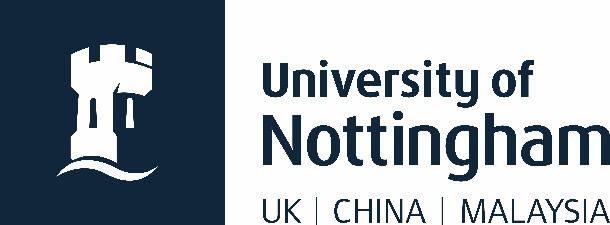 University of
Nottingham
UK | CHINA | MALAYSIA